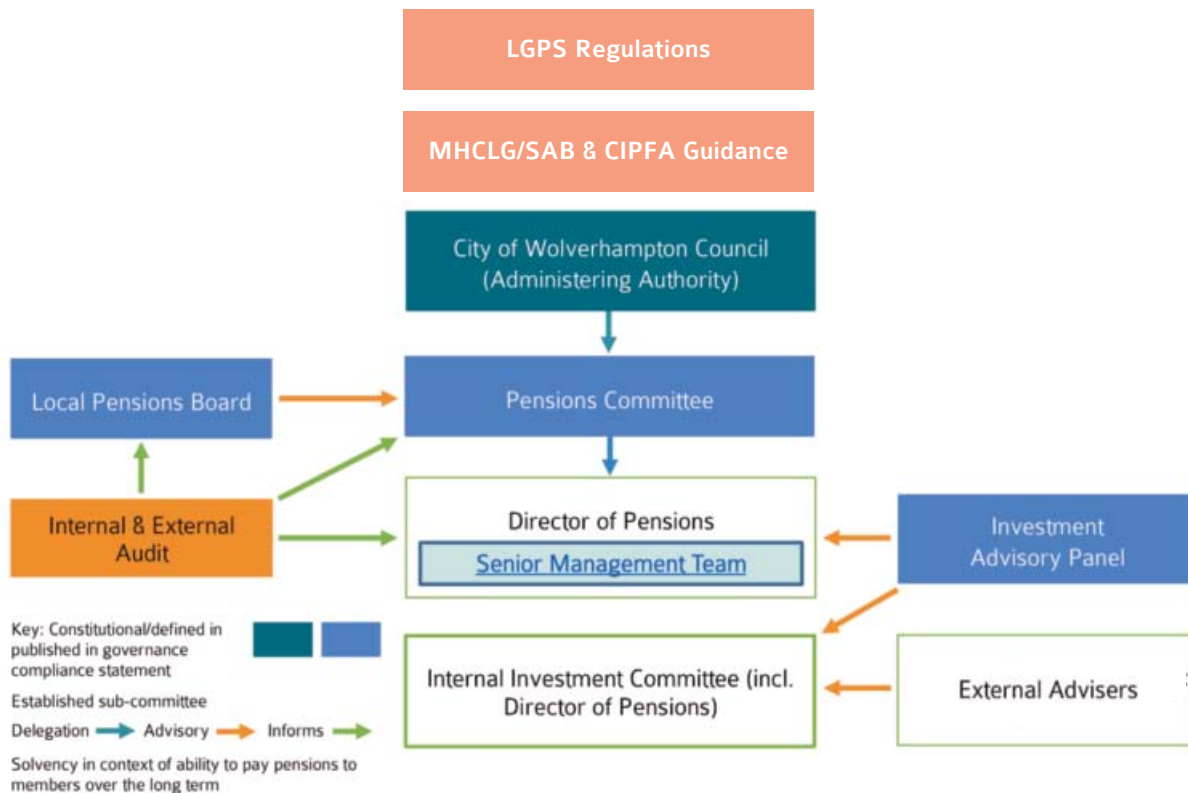 LGPS Regulations
MHCLG/SAB & CIPFA Guidance
City of Wolverhampton Council
(Administering Authority)
Local Pensions Board
Pensions Committee
Internal & External
Audit
Director of Pensions
Senior Management Team
Investment
Advisory Panel
Key: Constitutional/defined in
published in governance
compliance statement
Established sub-committee
Delegation Advisory Informs
Solvency in context of ability to pay pensions to
members over the long term
Internal Investment Committee (incl.
Director of Pensions)
External Advisers